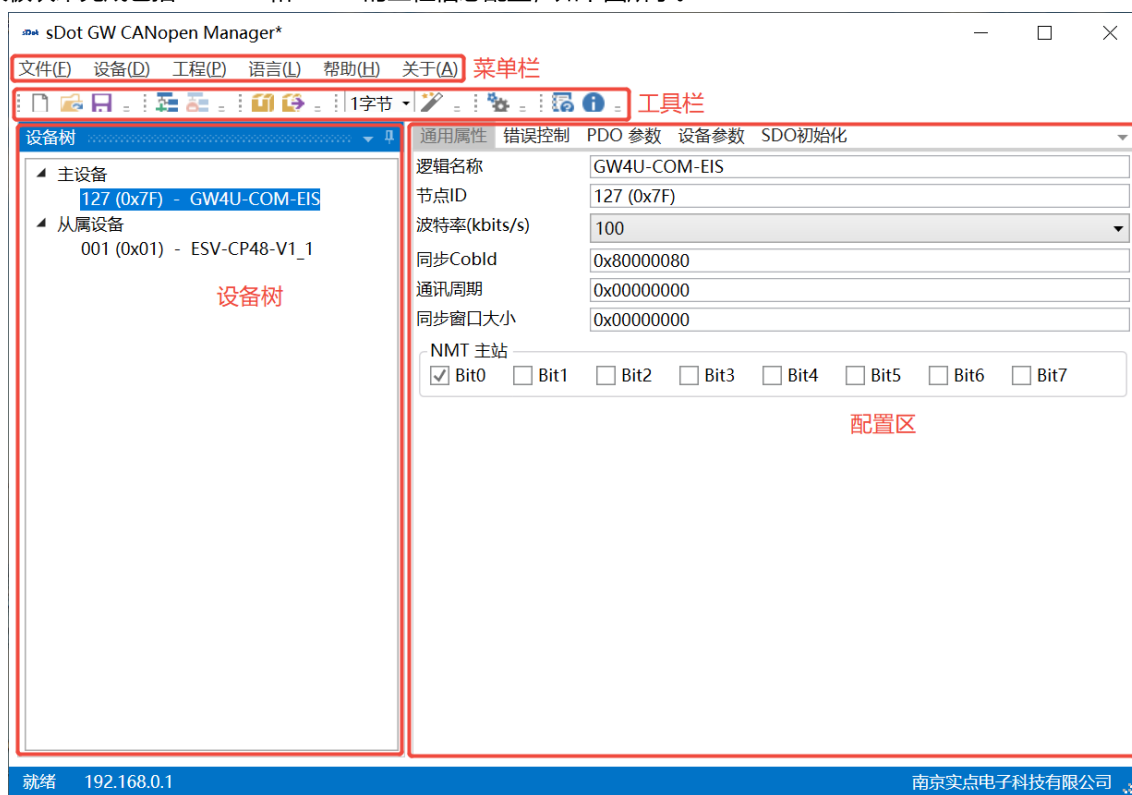 sDot GW CANopen Manager*
文件(F) 设备(D) 工程(P) 语言(L) 帮助(H) 关于(A) 菜单栏
1字节 工具栏
设备树
通用属性 错误控制 PDO 参数 设备参数 SDO初始化
主设备
127 (0x7F) - GW4U-COM-EIS
从属设备
001 (0x01) - ESV-CP48-V1_1
设备树
逻辑名称 GW4U-COM-EIS
节点ID 127 (0x7F)
波特率(kbits/s) 100
同步CobId 0x80000080
通讯周期 0x00000000
同步窗口大小 0x00000000
NMT 主站
Bit0 Bit1 Bit2 Bit3 Bit4 Bit5 Bit6 Bit7
配置区
就绪 192.168.0.1 南京实点电子科技有限公司